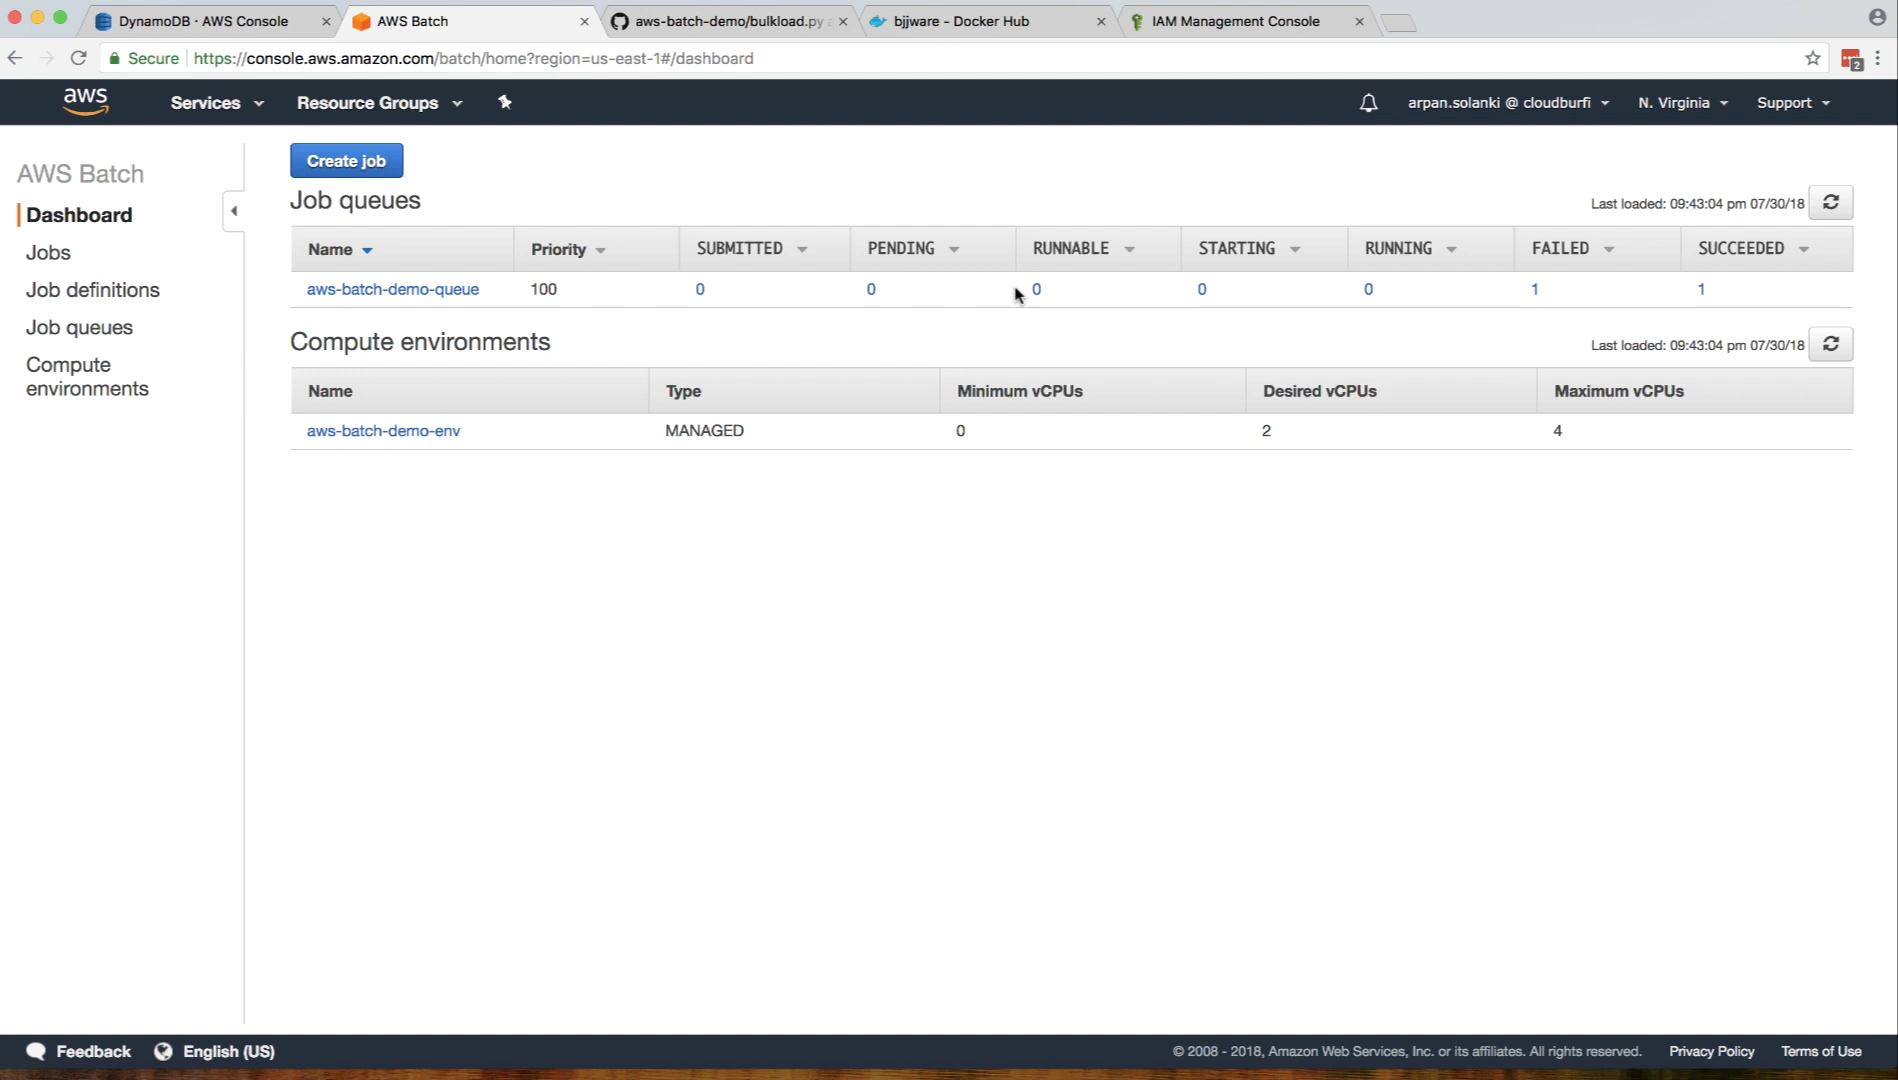 DynamoDB · AWS Console
AWS Batch
aws-batch-demo/bulkload.py
bjjware - Docker Hub
IAM Management Console
Secure
https://console.aws.amazon.com/batch/home?region=us-east-1#/dashboard
2
aws
Services
Resource Groups
arpan.solanki @ cloudburfi
N. Virginia
Support
AWS Batch
Dashboard
Jobs
Job definitions
Job queues
Compute
environments
Create job
Job queues
Last loaded: 09:43:04 pm 07/30/18
Name Priority SUBMITTED PENDING RUNNABLE STARTING RUNNING FAILED SUCCEEDED
aws-batch-demo-queue 100 0 0 0 0 0 1 1
Compute environments
Last loaded: 09:43:04 pm 07/30/18
Name Type Minimum vCPUs Desired vCPUs Maximum vCPUs
aws-batch-demo-env MANAGED 0 2 4
Feedback
English (US)
© 2008 - 2018, Amazon Web Services, Inc. or its affiliates. All rights reserved.
Privacy Policy
Terms of Use